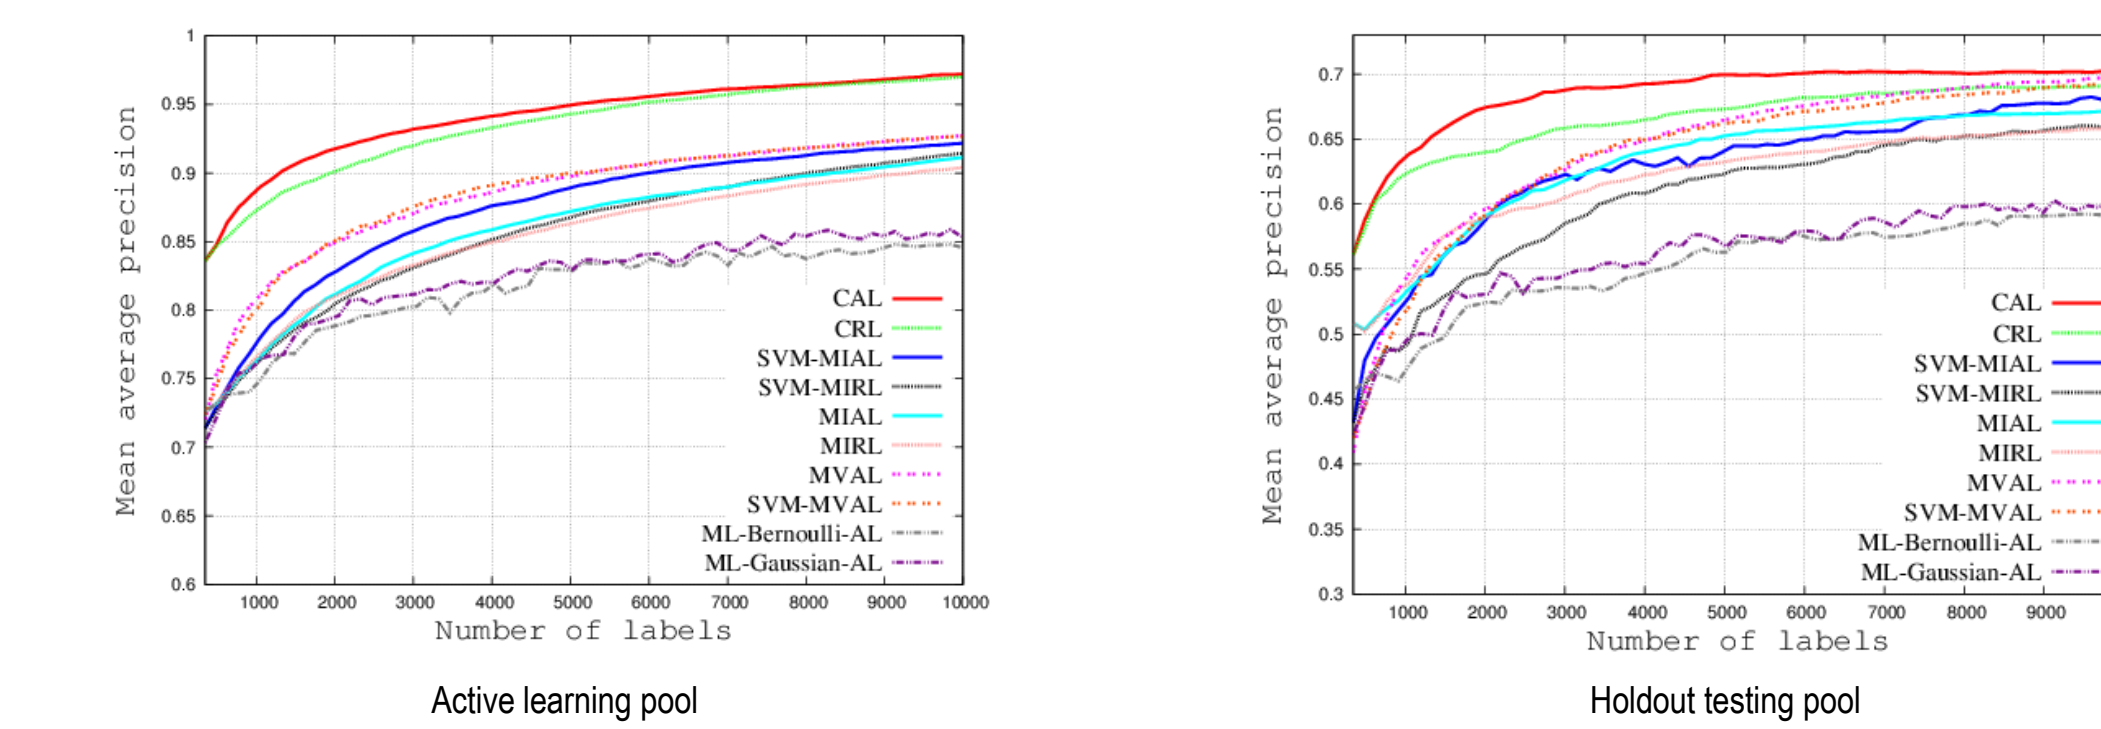 1
0.95
0.9
0.85
0.8
0.75
0.7
0.65
0.6
Mean average precision
CAL
CRL
SVM-MIAL
SVM-MIRL
MIAL
MIRL
MVAL
SVM-MVAL
ML-Bernoulli-AL
ML-Gaussian-AL
1000 2000 3000 4000 5000 6000 7000 8000 9000 10000
Number of labels
Active learning pool
0.7
0.65
0.6
0.55
0.5
0.45
0.4
0.35
0.3
Mean average precision
CAL
CRL
SVM-MIAL
SVM-MIRL
MIAL
MIRL
MVAL
SVM-MVAL
ML-Bernoulli-AL
ML-Gaussian-AL
1000 2000 3000 4000 5000 6000 7000 8000 9000
Number of labels
Holdout testing pool